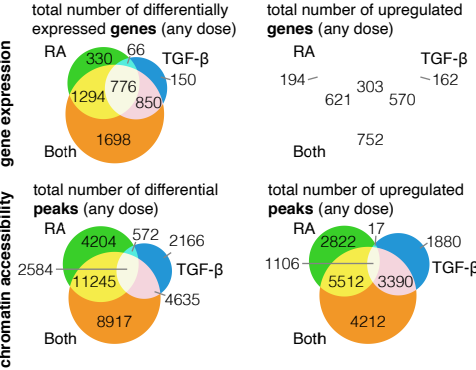 total number of differentially
expressed genes (any dose)
RA
66
TGF-β
330
150
776
1294
850
1698
Both
total number of upregulated
genes (any dose)
RA
TGF-β
194
162
303
621
570
752
Both
gene expression
total number of differential
peaks (any dose)
RA
572
2166
4204
TGF-β
2584
11245
4635
8917
Both
total number of upregulated
peaks (any dose)
RA
17
1880
2822
TGF-β
1106
5512
3390
4212
Both
chromatin accessibility